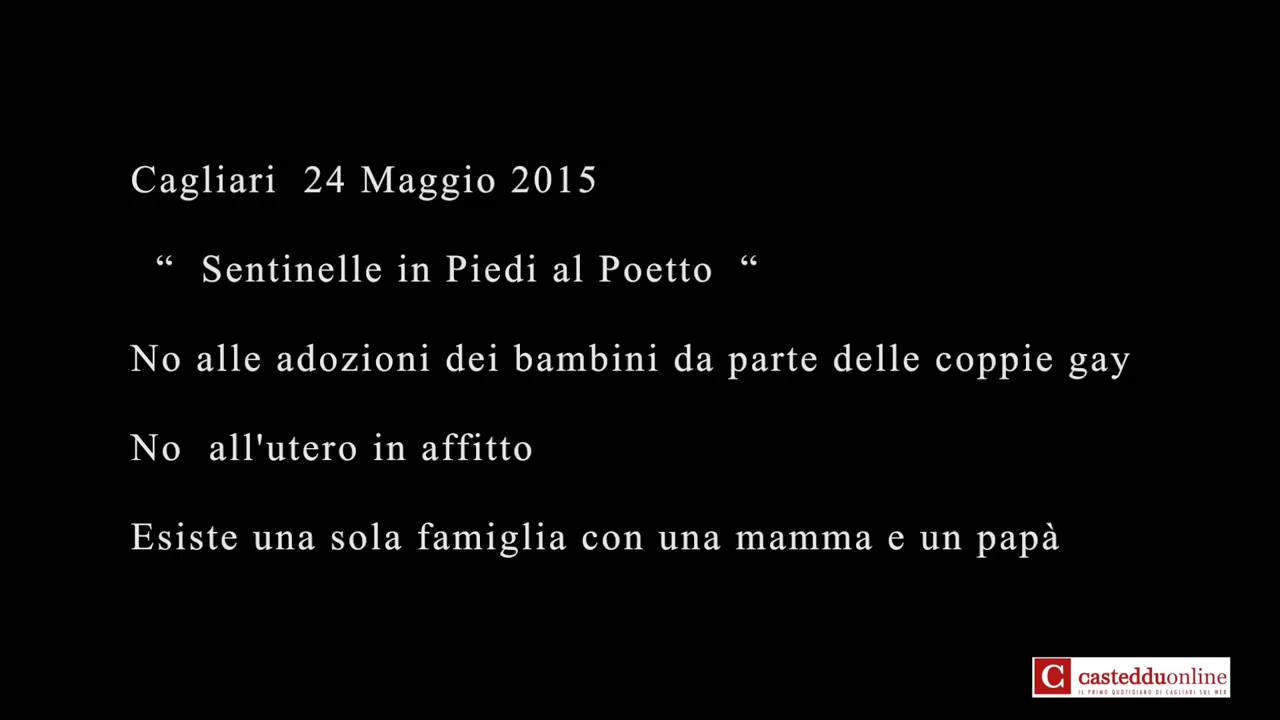 Cagliari 24 Maggio 2015
“ Sentinelle in Piedi al Poetto “
No alle adozioni dei bambini da parte delle coppie gay
No all'utero in affitto
Esiste una sola famiglia con una mamma e un papà
C castedduonline
IL PRIMO QUOTIDIANO DI CAGLIARI SUL WEB